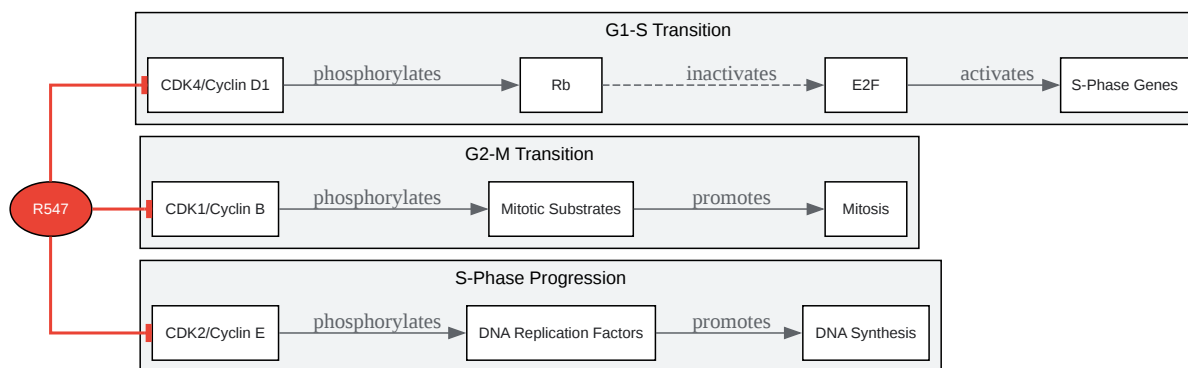 G1-S Transition
CDK4/Cyclin D1
phosphorylates
Rb
inactivates
E2F
activates
S-Phase Genes
G2-M Transition
R547
CDK1/Cyclin B
phosphorylates
Mitotic Substrates
promotes
Mitosis
S-Phase Progression
CDK2/Cyclin E
phosphorylates
DNA Replication Factors
promotes
DNA Synthesis